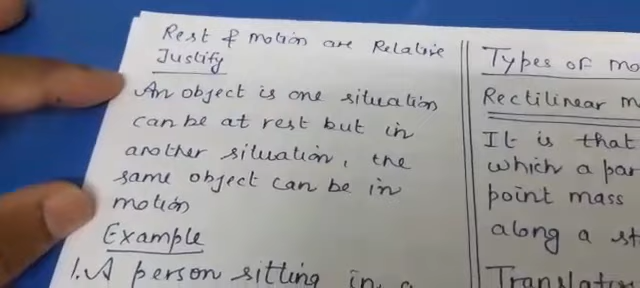 Rest & motion are Relative
Justify
An object is one situation
can be at rest but in
another situation, the
same object can be in
motion
Example
1. A person sitting in a
Types of mo
Rectilinear m
It is that
which a par
point mass
along a st
Translation